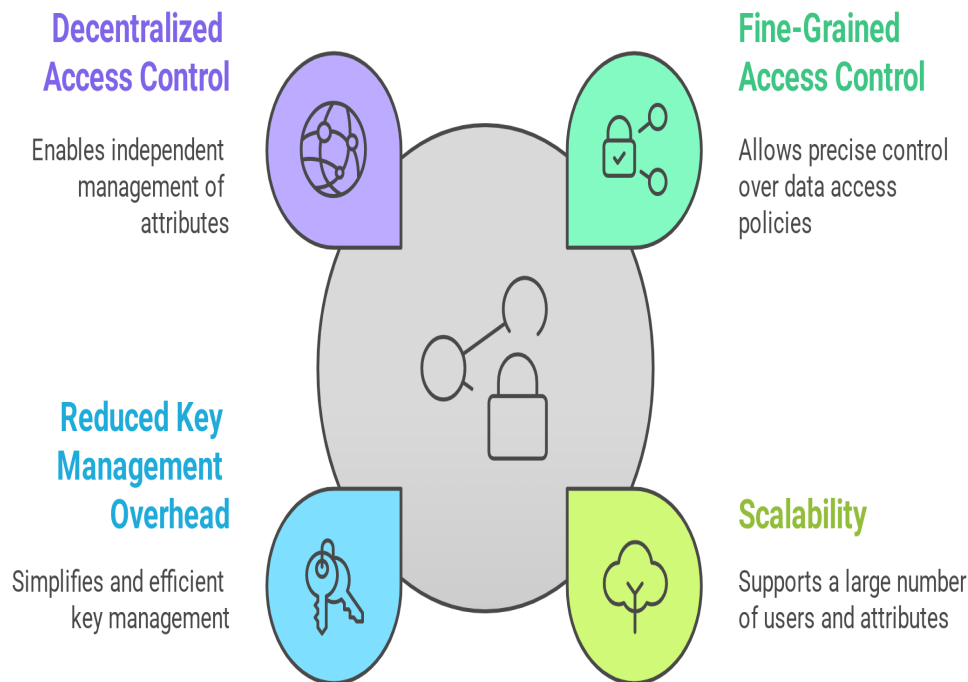 Decentralized
Access Control
Enables independent
management of
attributes
Fine-Grained
Access Control
Allows precise control
over data access
policies
Reduced Key
Management
Overhead
Simplifies and efficient
key management
Scalability
Supports a large number
of users and attributes